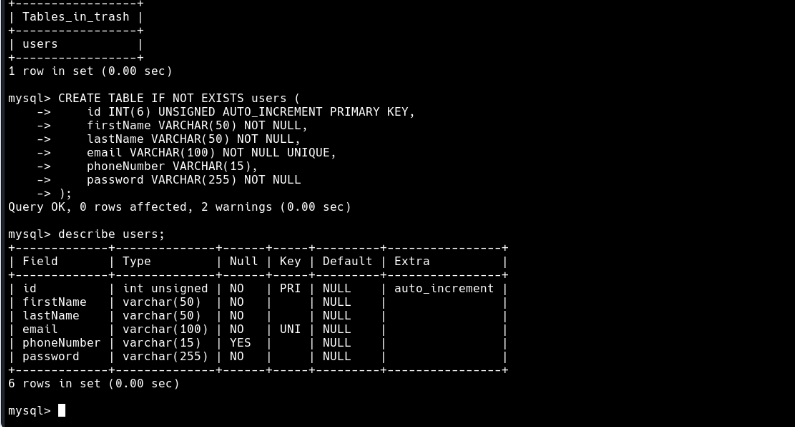 +-----------------+
| Tables_in_trash |
+-----------------+
| users           |
+-----------------+
1 row in set (0.00 sec)

mysql> CREATE TABLE IF NOT EXISTS users (
    ->     id INT(6) UNSIGNED AUTO_INCREMENT PRIMARY KEY,
    ->     firstName VARCHAR(50) NOT NULL,
    ->     lastName VARCHAR(50) NOT NULL,
    ->     email VARCHAR(100) NOT NULL UNIQUE,
    ->     phoneNumber VARCHAR(15),
    ->     password VARCHAR(255) NOT NULL
    -> );
Query OK, 0 rows affected, 2 warnings (0.00 sec)

mysql> describe users;
+-------------+--------------+------+-----+---------+----------------+
| Field       | Type         | Null | Key | Default | Extra          |
+-------------+--------------+------+-----+---------+----------------+
| id          | int unsigned | NO   | PRI | NULL    | auto_increment |
| firstName   | varchar(50)  | NO   |     | NULL    |                |
| lastName    | varchar(50)  | NO   |     | NULL    |                |
| email       | varchar(100) | NO   | UNI | NULL    |                |
| phoneNumber | varchar(15)  | YES  |     | NULL    |                |
| password    | varchar(255) | NO   |     | NULL    |                |
+-------------+--------------+------+-----+---------+----------------+
6 rows in set (0.00 sec)

mysql>